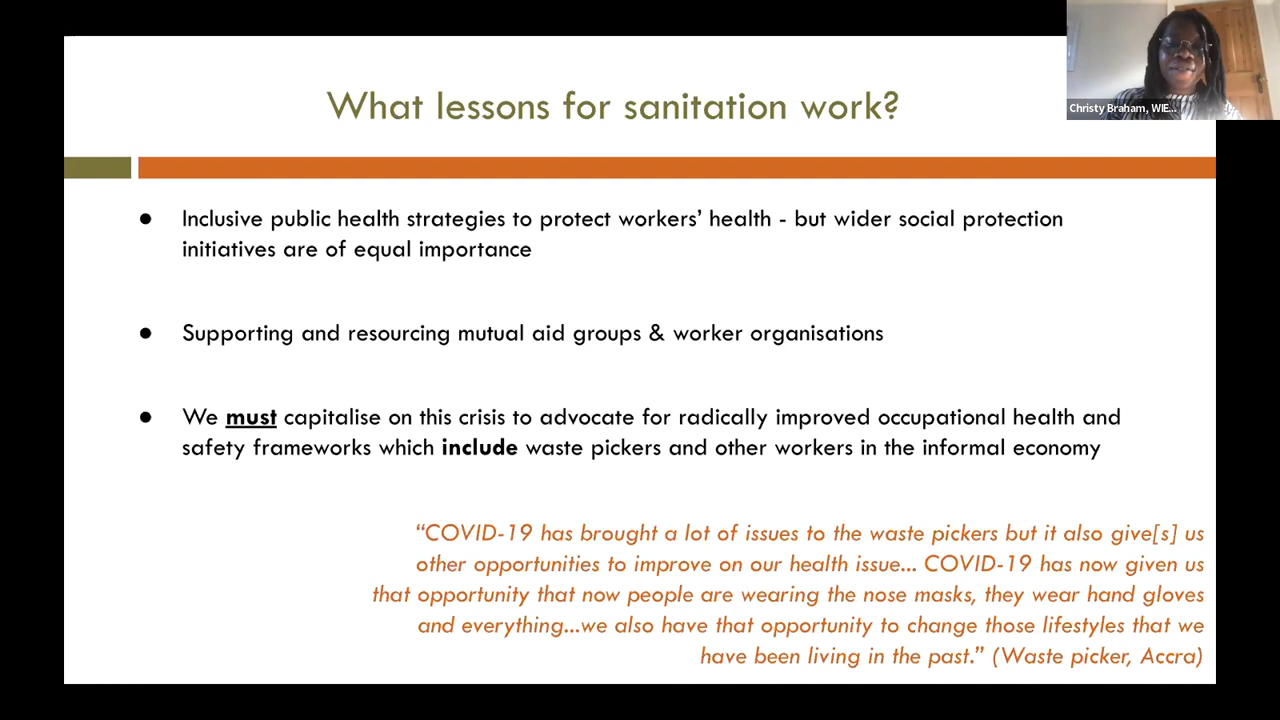 What lessons for sanitation work?
Christy Braham, WIE...
● Inclusive public health strategies to protect workers’ health - but wider social protection
initiatives are of equal importance
● Supporting and resourcing mutual aid groups & worker organisations
● We must capitalise on this crisis to advocate for radically improved occupational health and
safety frameworks which include waste pickers and other workers in the informal economy
“COVID-19 has brought a lot of issues to the waste pickers but it also give[s] us
other opportunities to improve on our health issue... COVID-19 has now given us
that opportunity that now people are wearing the nose masks, they wear hand gloves
and everything...we also have that opportunity to change those lifestyles that we
have been living in the past.” (Waste picker, Accra)